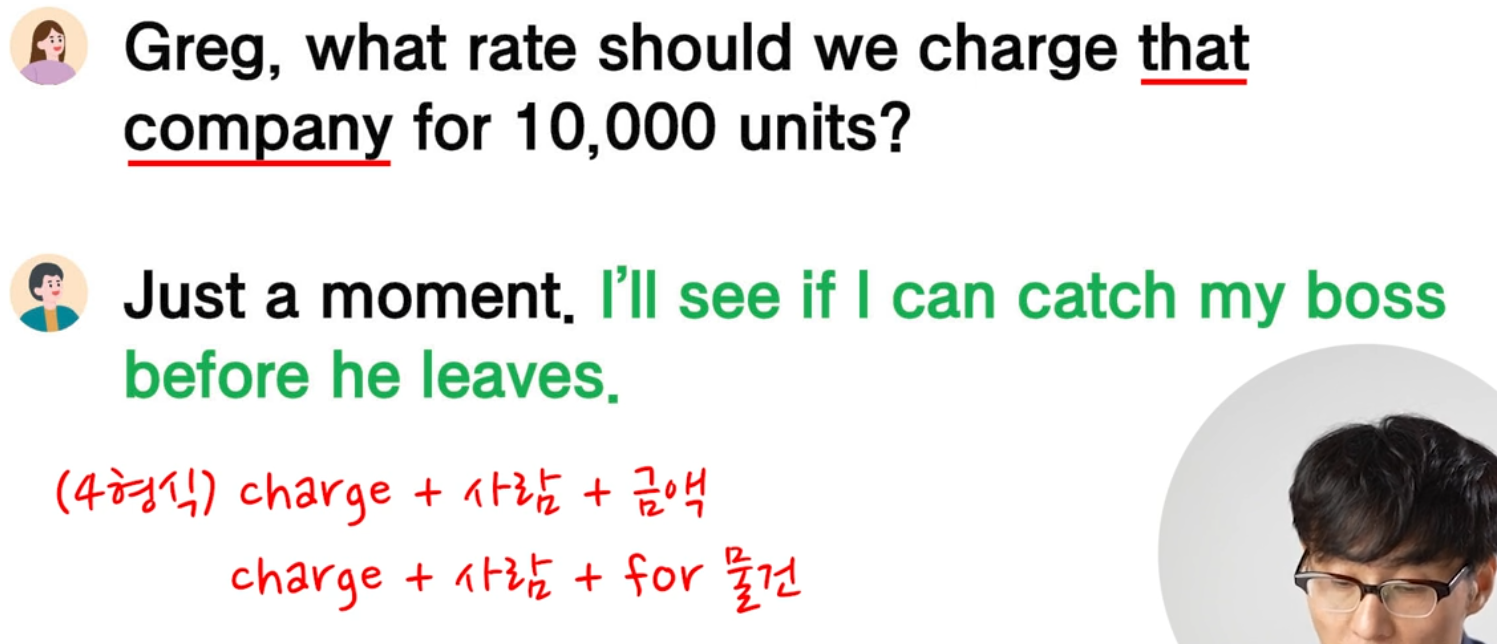 Greg, what rate should we charge that
company for 10,000 units?
Just a moment. I'll see if I can catch my boss
before he leaves.
(4형식) charge + 사람 + 금액
charge + 사람 + for 물건